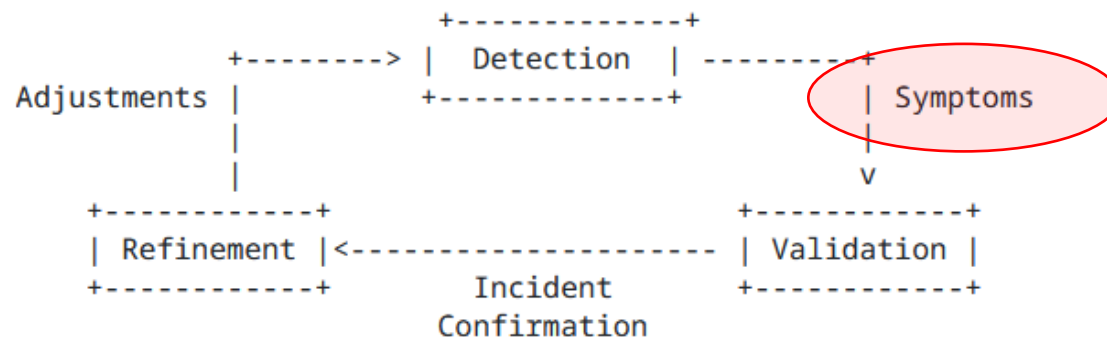 Detection
Adjustments
Symptoms
Refinement
Validation
Incident
Confirmation